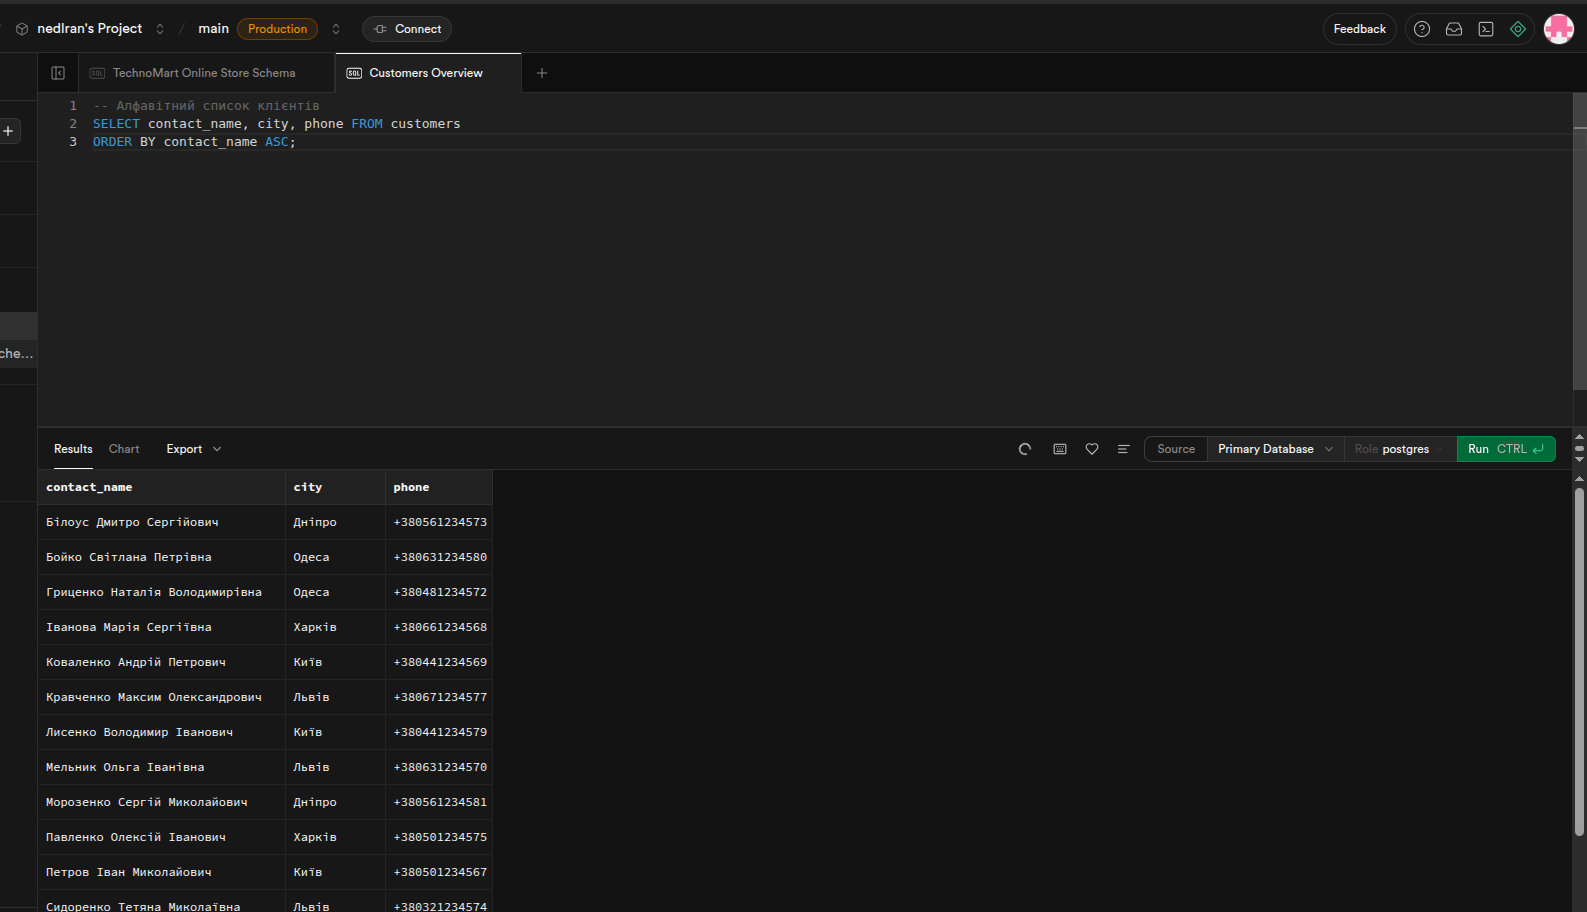 nedIran's Project / main Production Connect Feedback
TechnoMart Online Store Schema Customers Overview
1 -- Алфавітний список клієнтів
2 SELECT contact_name, city, phone FROM customers
3 ORDER BY contact_name ASC;
che...
Results Chart Export Source Primary Database Role postgres Run CTRL
contact_name city phone
Білоус Дмитро Сергійович Дніпро +380561234573
Бойко Світлана Петрівна Одеса +380631234580
Гриценко Наталія Володимирівна Одеса +380481234572
Іванова Марія Сергіївна Харків +380661234568
Коваленко Андрій Петрович Київ +380441234569
Кравченко Максим Олександрович Львів +380671234577
Лисенко Володимир Іванович Київ +380441234579
Мельник Ольга Іванівна Львів +380631234570
Морозенко Сергій Миколайович Дніпро +380561234581
Павленко Олексій Іванович Харків +380501234575
Петров Іван Миколайович Київ +380501234567
Сидоренко Тетяна Миколаївна Львів +380321234574